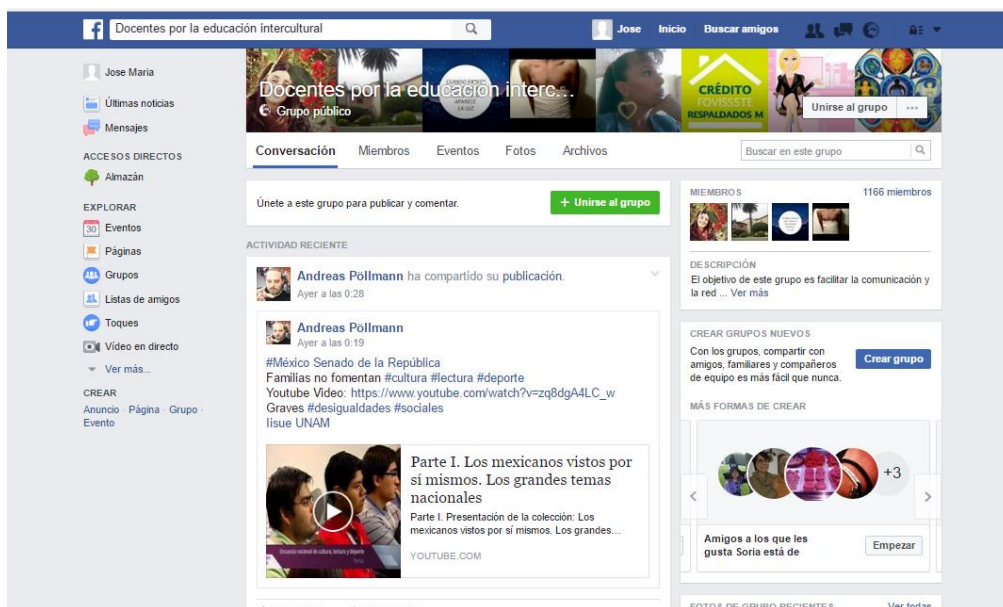 f Docentes por la educación intercultural
Jose Inicio Buscar amigos
Jose Maria
Últimas noticias
Mensajes
ACCESOS DIRECTOS
Almazán
EXPLORAR
30 Eventos
Páginas
Grupos
Listas de amigos
Toques
Vídeo en directo
Ver más...
CREAR
Anuncio · Página · Grupo ·
Evento
Docentes por la educación interc...
Grupo público
CRÉDITO
FOVISSSTE
RESPALDADOS M
Unirse al grupo ...
Conversación Miembros Eventos Fotos Archivos
Buscar en este grupo
Únete a este grupo para publicar y comentar.
+ Unirse al grupo
ACTIVIDAD RECIENTE
Andreas Pöllmann ha compartido su publicación.
Ayer a las 0:28
Andreas Pöllmann
Ayer a las 0:19
#México Senado de la República
Familias no fomentan #cultura #lectura #deporte
Youtube Video: https://www.youtube.com/watch?v=zq8dgA4LC_w
Graves #desigualdades #sociales
Iisue UNAM
Parte I. Los mexicanos vistos por
sí mismos. Los grandes temas
nacionales
Parte I. Presentación de la colección: Los
mexicanos vistos por sí mismos. Los grandes...
YOUTUBE.COM
MIEMBROS 1166 miembros
DESCRIPCIÓN
El objetivo de este grupo es facilitar la comunicación y
la red ... Ver más
CREAR GRUPOS NUEVOS
Con los grupos, compartir con
amigos, familiares y compañeros
de equipo es más fácil que nunca.
Crear grupo
MÁS FORMAS DE CREAR
+3
Amigos a los que les
gusta Soria está de
Empezar
FOTOS DE GRUPO RECIENTES Ver todas